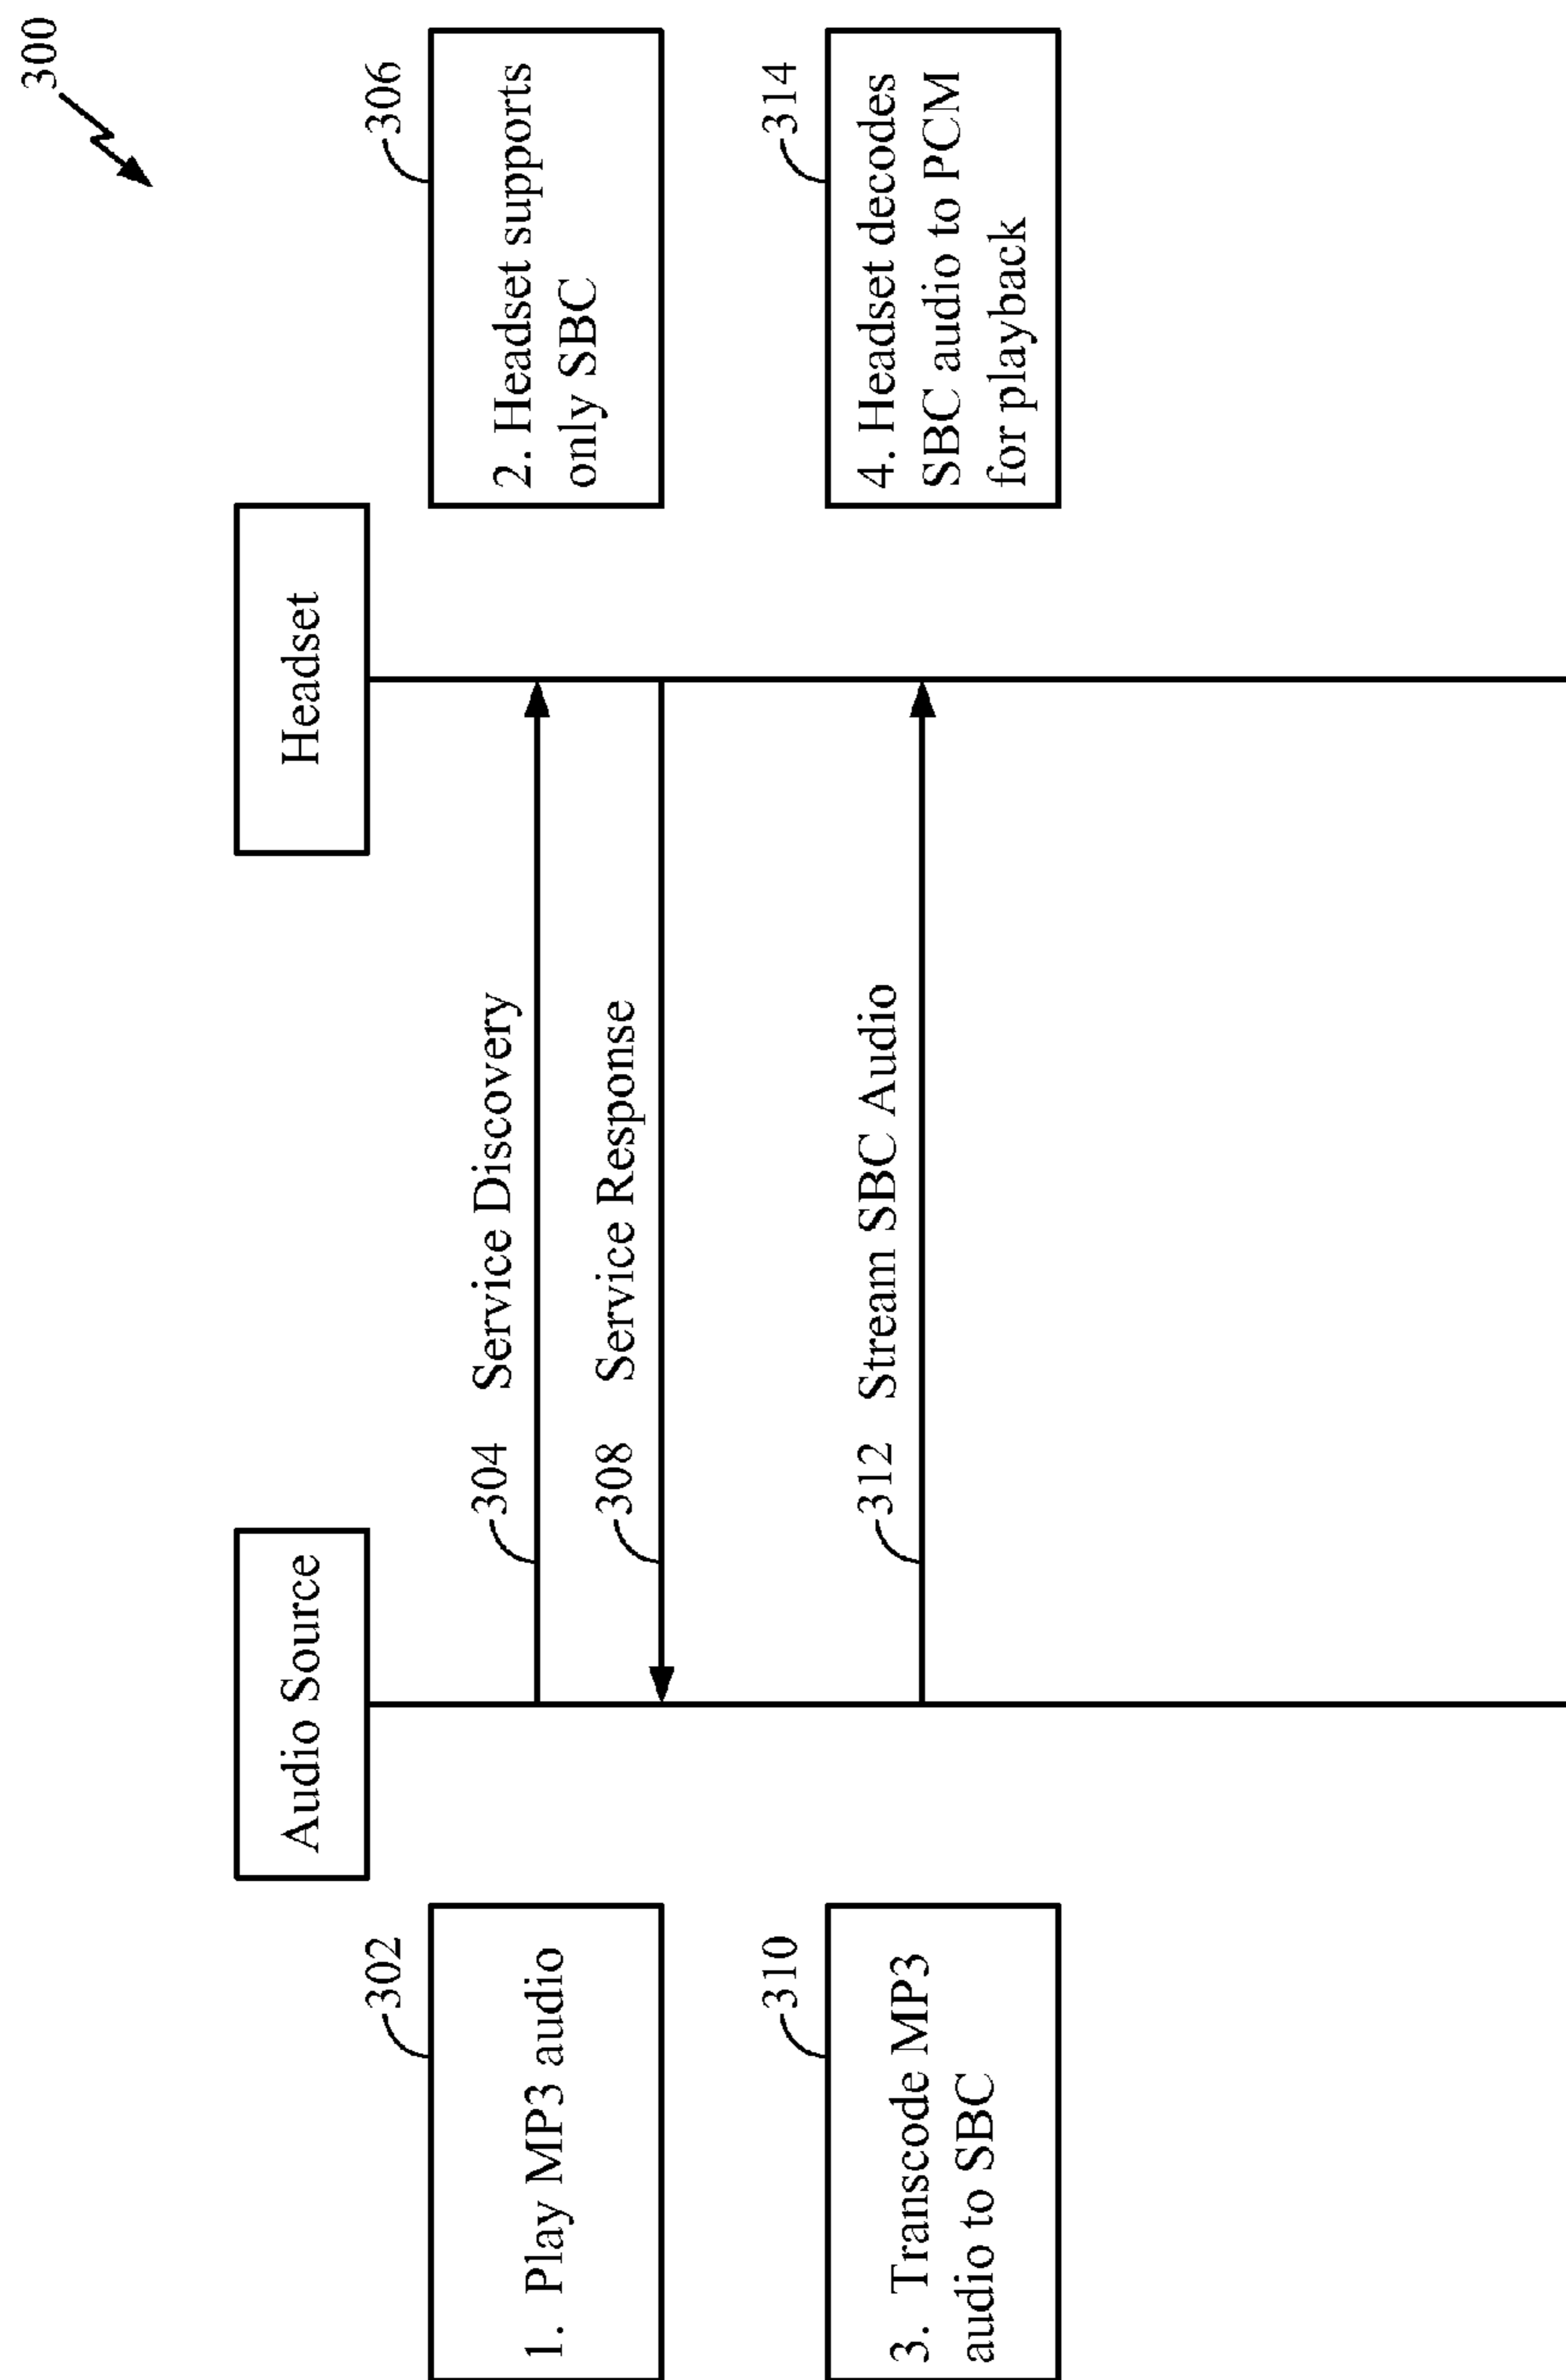 300
Audio Source
Headset
302
1. Play MP3 audio
304
Service Discovery
306
2. Headset supports
only SBC
308
Service Response
310
3. Transcode MP3
audio to SBC
312
Stream SBC Audio
314
4. Headset decodes
SBC audio to PCM
for playback